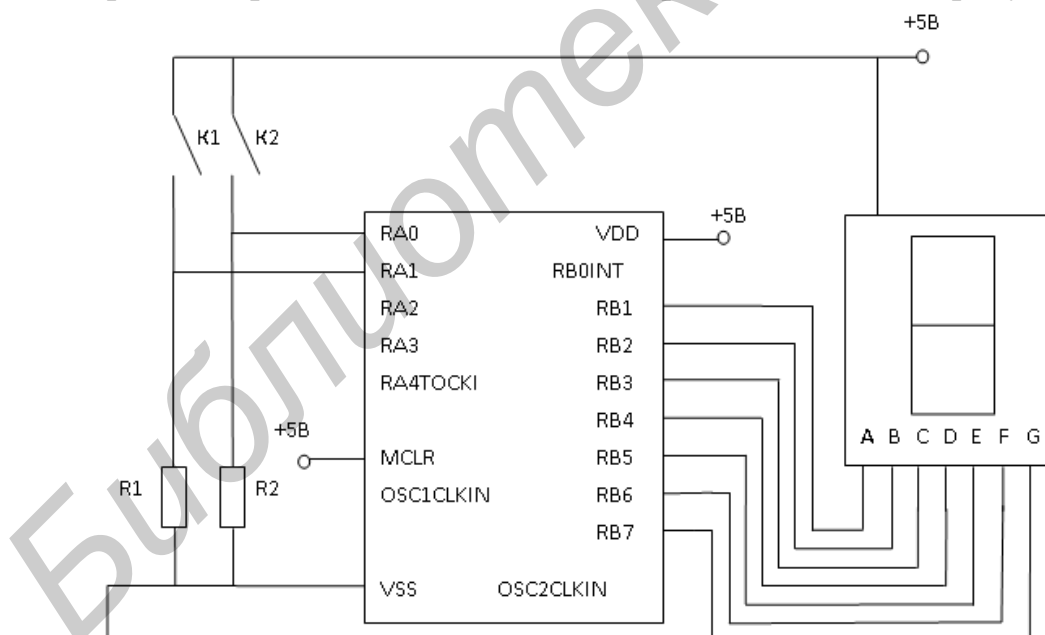 +5В
К1 К2
RA0 VDD +5В
RA1 RB0INT
RA2 RB1
RA3 RB2
RA4TOCKI RB3
RB4
A B C D E F G
+5В
MCLR RB5
R1 R2 OSC1CLKIN RB6
RB7
VSS OSC2CLKIN
Библиотек